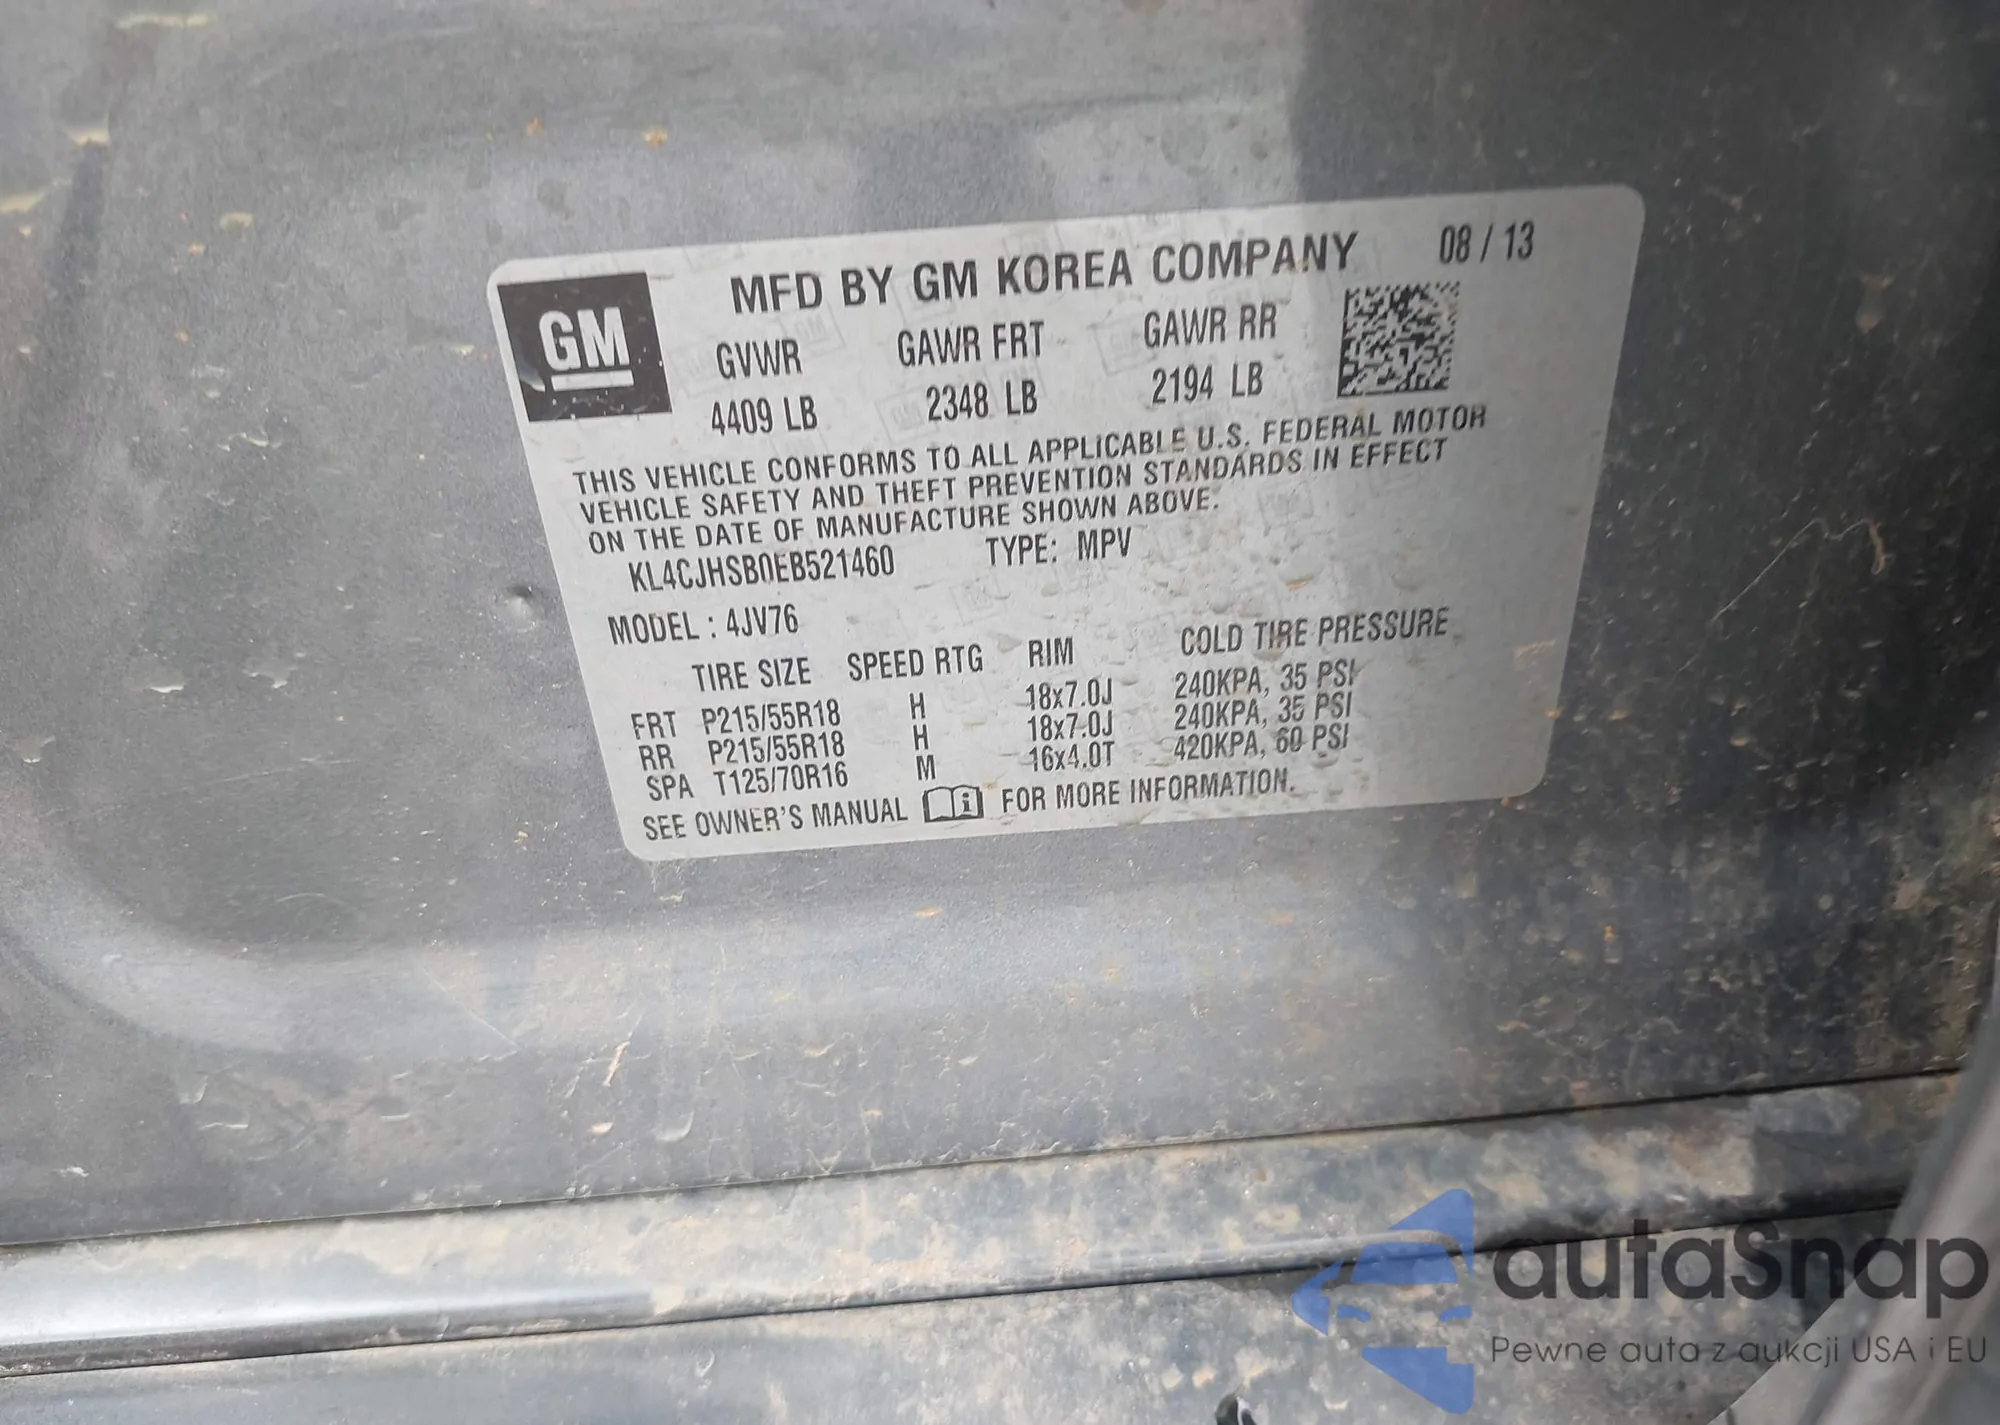 GM
MFD BY GM KOREA COMPANY 08 / 13
GVWR GAWR FRT GAWR RR
4409 LB 2348 LB 2194 LB
THIS VEHICLE CONFORMS TO ALL APPLICABLE U.S. FEDERAL MOTOR
VEHICLE SAFETY AND THEFT PREVENTION STANDARDS IN EFFECT
ON THE DATE OF MANUFACTURE SHOWN ABOVE.
KL4CJHSB0EB521460 TYPE: MPV
MODEL : 4JV76
TIRE SIZE SPEED RTG RIM COLD TIRE PRESSURE
FRT P215/55R18 H 18x7.0J 240KPA, 35 PSI
RR P215/55R18 H 18x7.0J 240KPA, 35 PSI
SPA T125/70R16 M 16x4.0T 420KPA, 60 PSI
SEE OWNER'S MANUAL FOR MORE INFORMATION.
autaSnap
Pewne auta z aukcji USA i EU